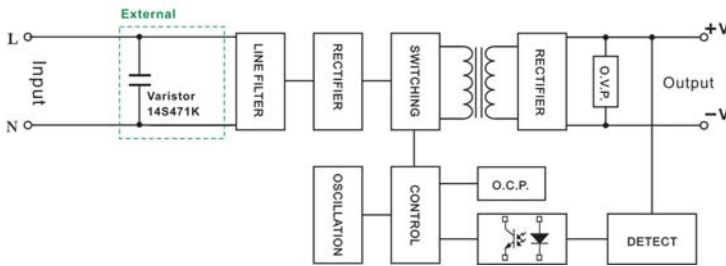 External
L
N
Input
Varistor
14S471K
LINE FILTER
RECTIFIER
SWITCHING
RECTIFIER
O.V.P.
+V
Output
-V
OSCILLATION
CONTROL
O.C.P.
DETECT